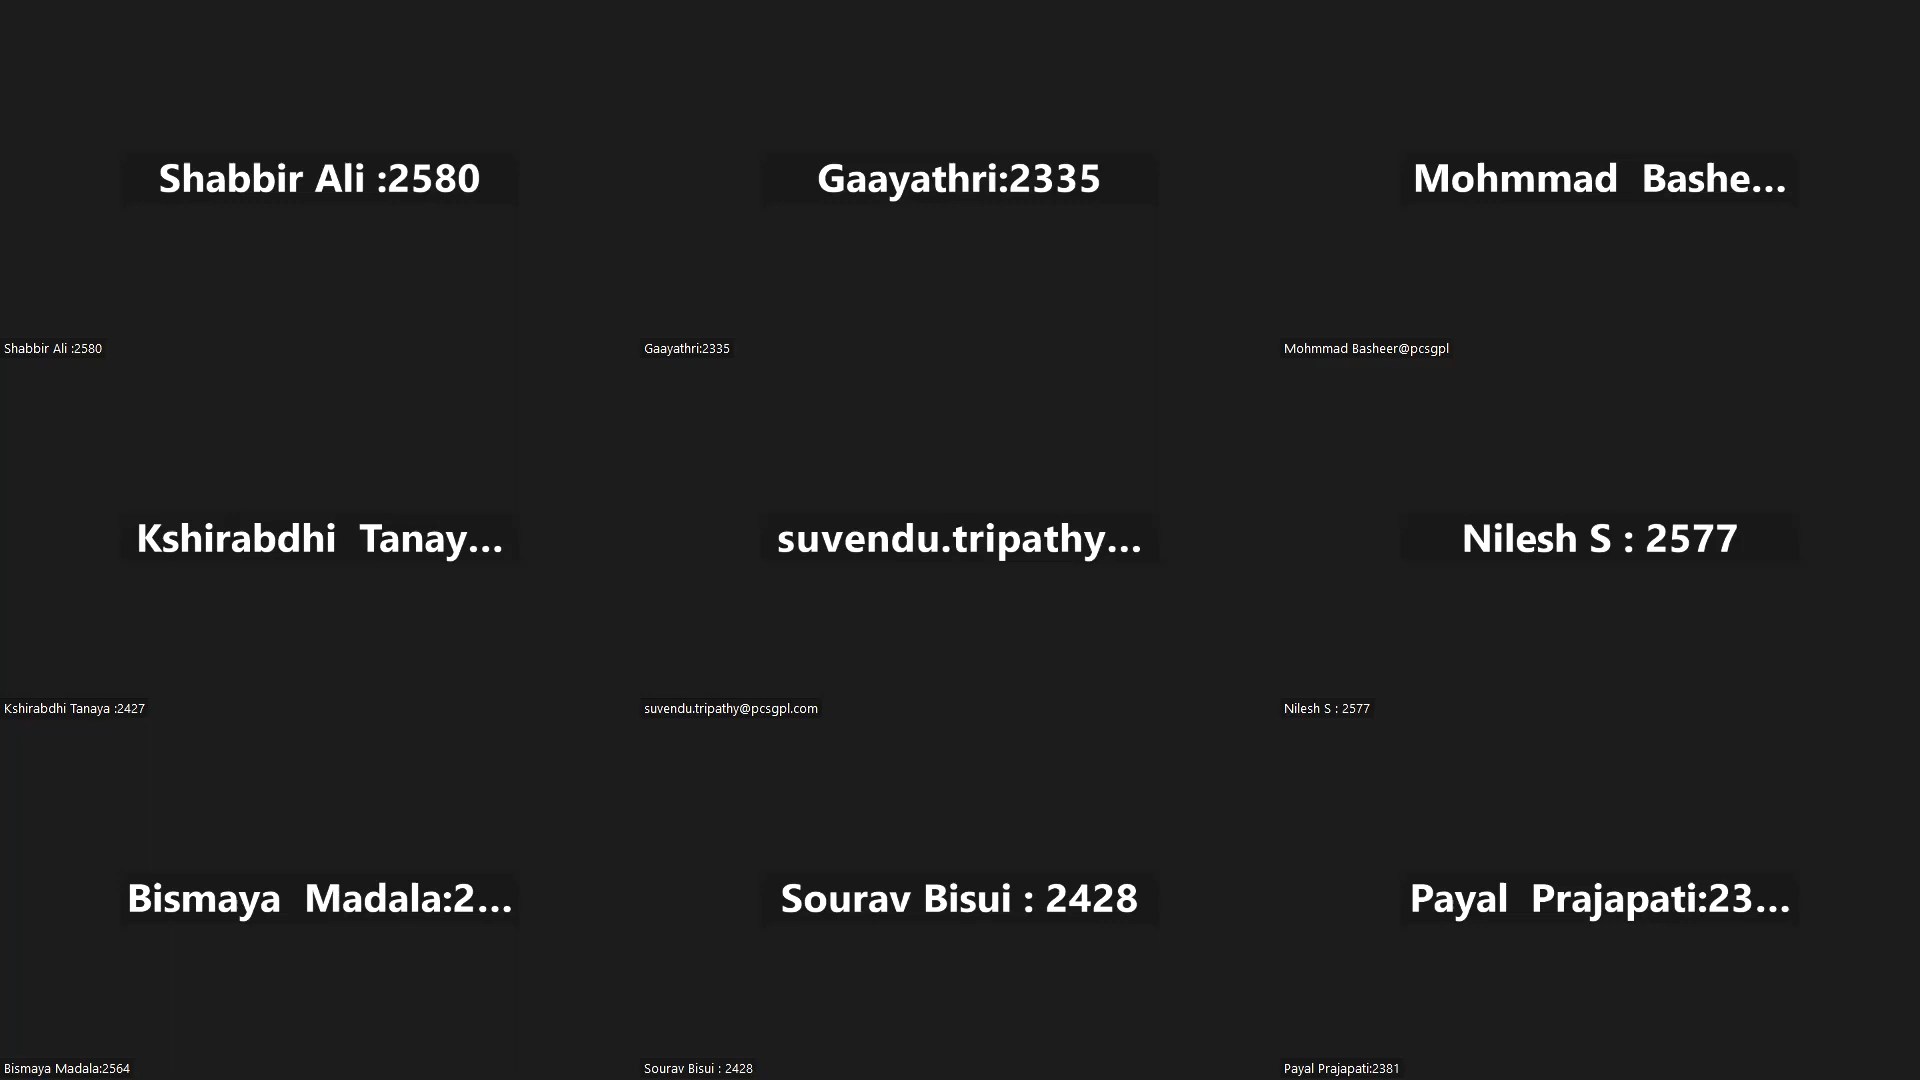 Shabbir Ali :2580
Gaayathri:2335
Mohmmad Bashe...
Shabbir Ali :2580
Gaayathri:2335
Mohmmad Basheer@pcsgpl
Kshirabdhi Tanay...
suvendu.tripathy...
Nilesh S : 2577
Kshirabdhi Tanaya :2427
suvendu.tripathy@pcsgpl.com
Nilesh S : 2577
Bismaya Madala:2...
Sourav Bisui : 2428
Payal Prajapati:23...
Bismaya Madala:2564
Sourav Bisui : 2428
Payal Prajapati:2381